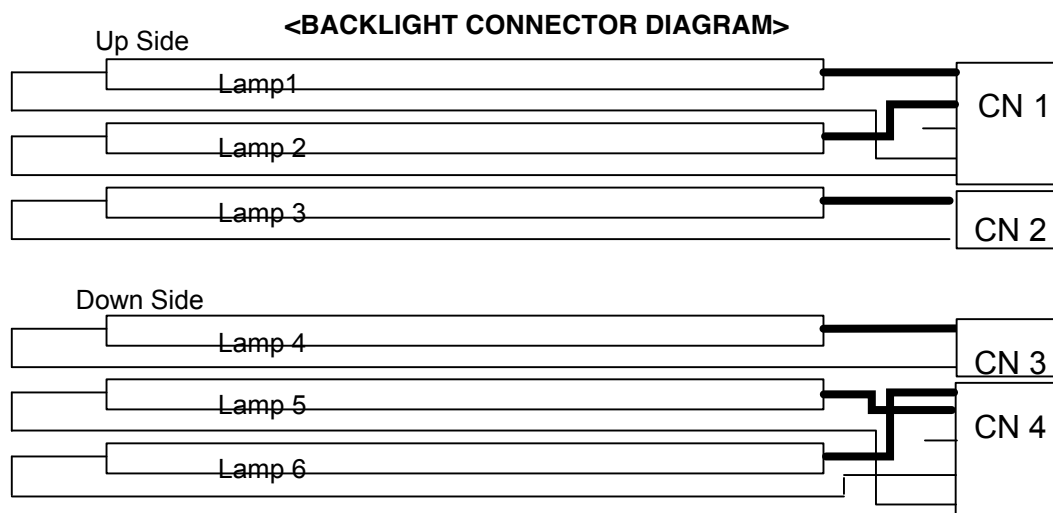 <BACKLIGHT CONNECTOR DIAGRAM>
Up Side
Lamp1
CN 1
Lamp 2
Lamp 3
CN 2
Down Side
Lamp 4
CN 3
Lamp 5
CN 4
Lamp 6